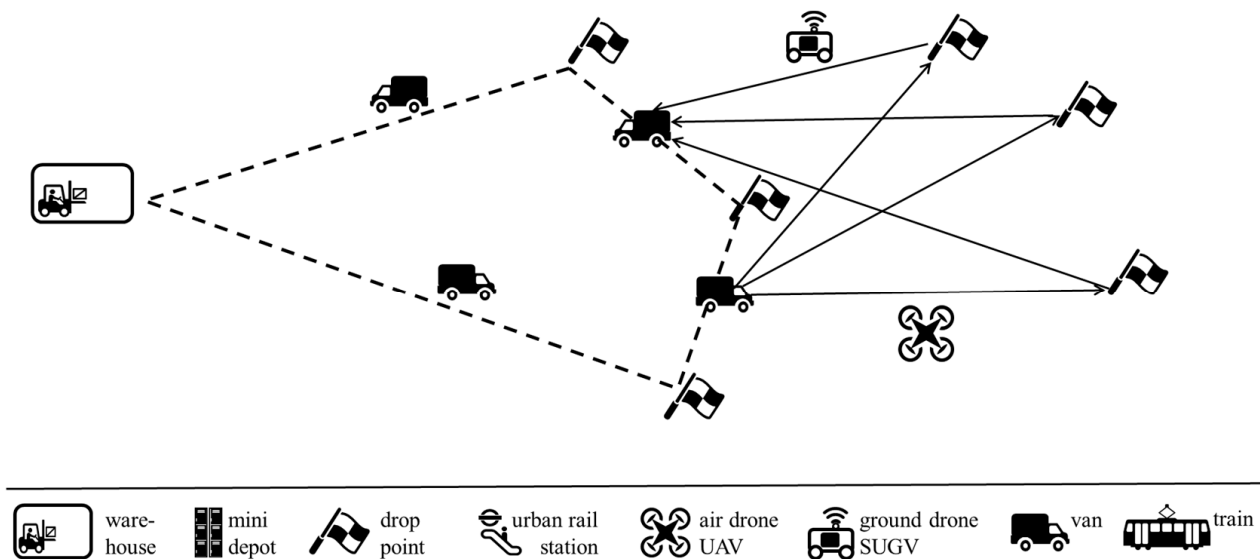 ware-
house
mini
depot
drop
point
urban rail
station
air drone
UAV
ground drone
SUGV
van
train